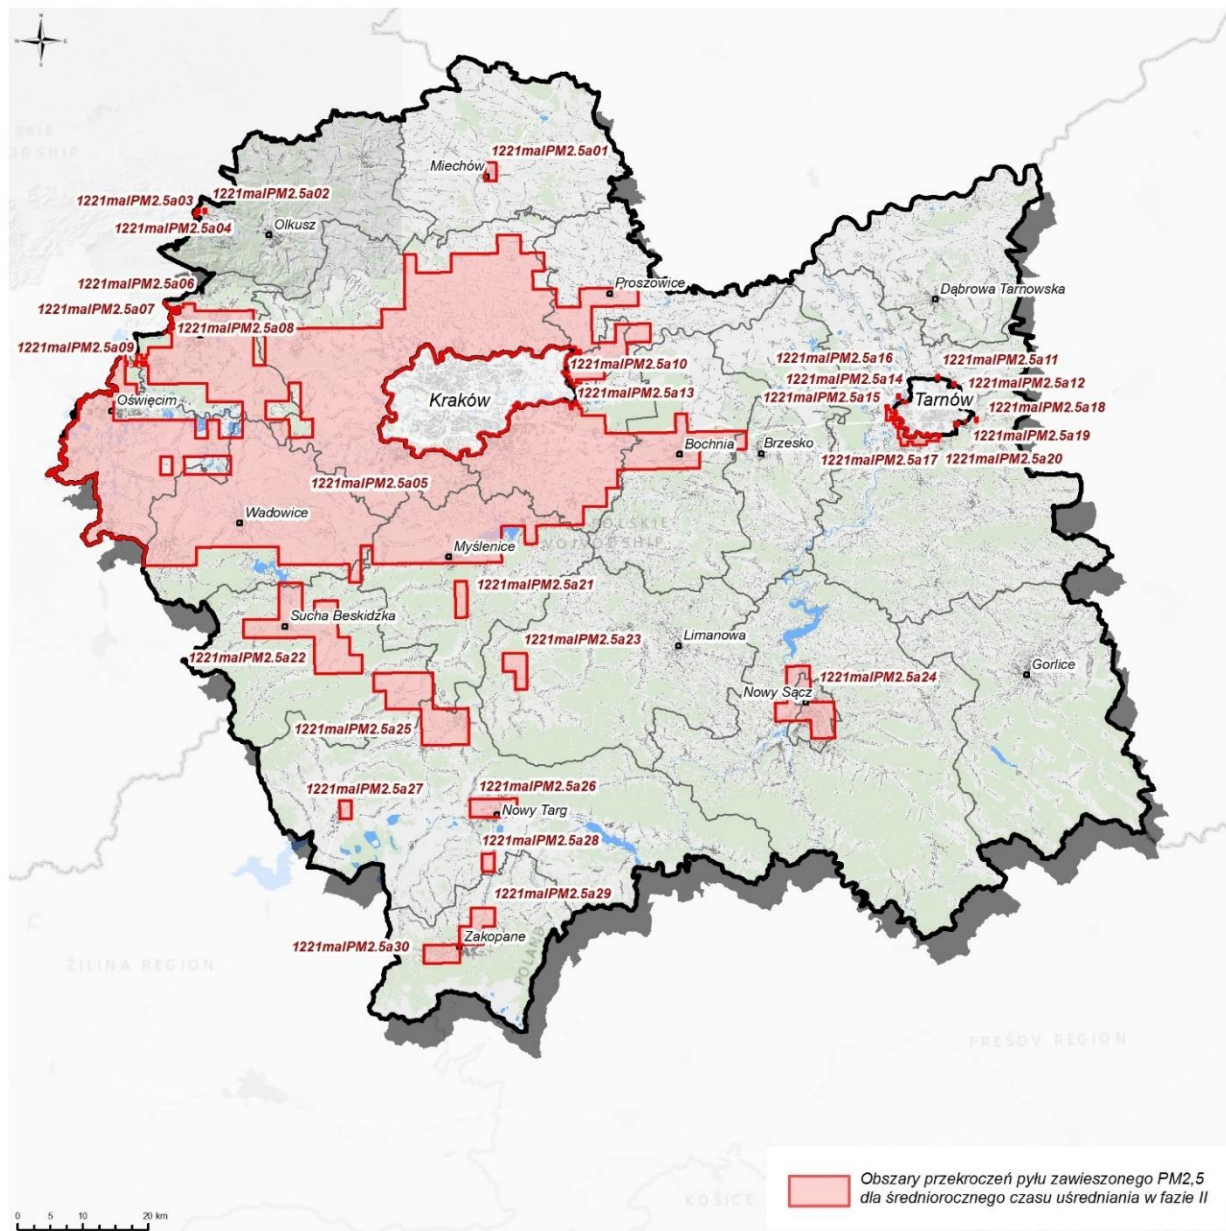 N
W E
S
SKIE
VODSHIP
1221malPM2.5a01
Miechów
1221malPM2.5a03
1221malPM2.5a02
1221malPM2.5a04
Olkusz
1221malPM2.5a06
Proszowice
Dąbrowa Tarnowska
1221malPM2.5a07
1221malPM2.5a08
1221malPM2.5a09
1221malPM2.5a10
1221malPM2.5a16
1221malPM2.5a11
1221malPM2.5a14
1221malPM2.5a12
1221malPM2.5a13
1221malPM2.5a15
Kraków
Tarnów
Oświęcim
1221malPM2.5a18
1221malPM2.5a19
Bochnia
Brzesko
1221malPM2.5a17
1221malPM2.5a20
1221malPM2.5a05
Wadowice
POLSKIE
VOIVODSHIP
Myślenice
1221malPM2.5a21
Sucha Beskidzka
1221malPM2.5a23
Limanowa
1221malPM2.5a22
Gorlice
1221malPM2.5a24
Nowy Sącz
1221malPM2.5a25
1221malPM2.5a27
1221malPM2.5a26
Nowy Targ
1221malPM2.5a28
1221malPM2.5a29
Zakopane
1221malPM2.5a30
POLAND
ŽILINA REGION
PREŠOV REGION
KOŠICE
Obszary przekroczeń pyłu zawieszonego PM2,5
dla średniorocznego czasu uśredniania w fazie II
0 5 10 20 km